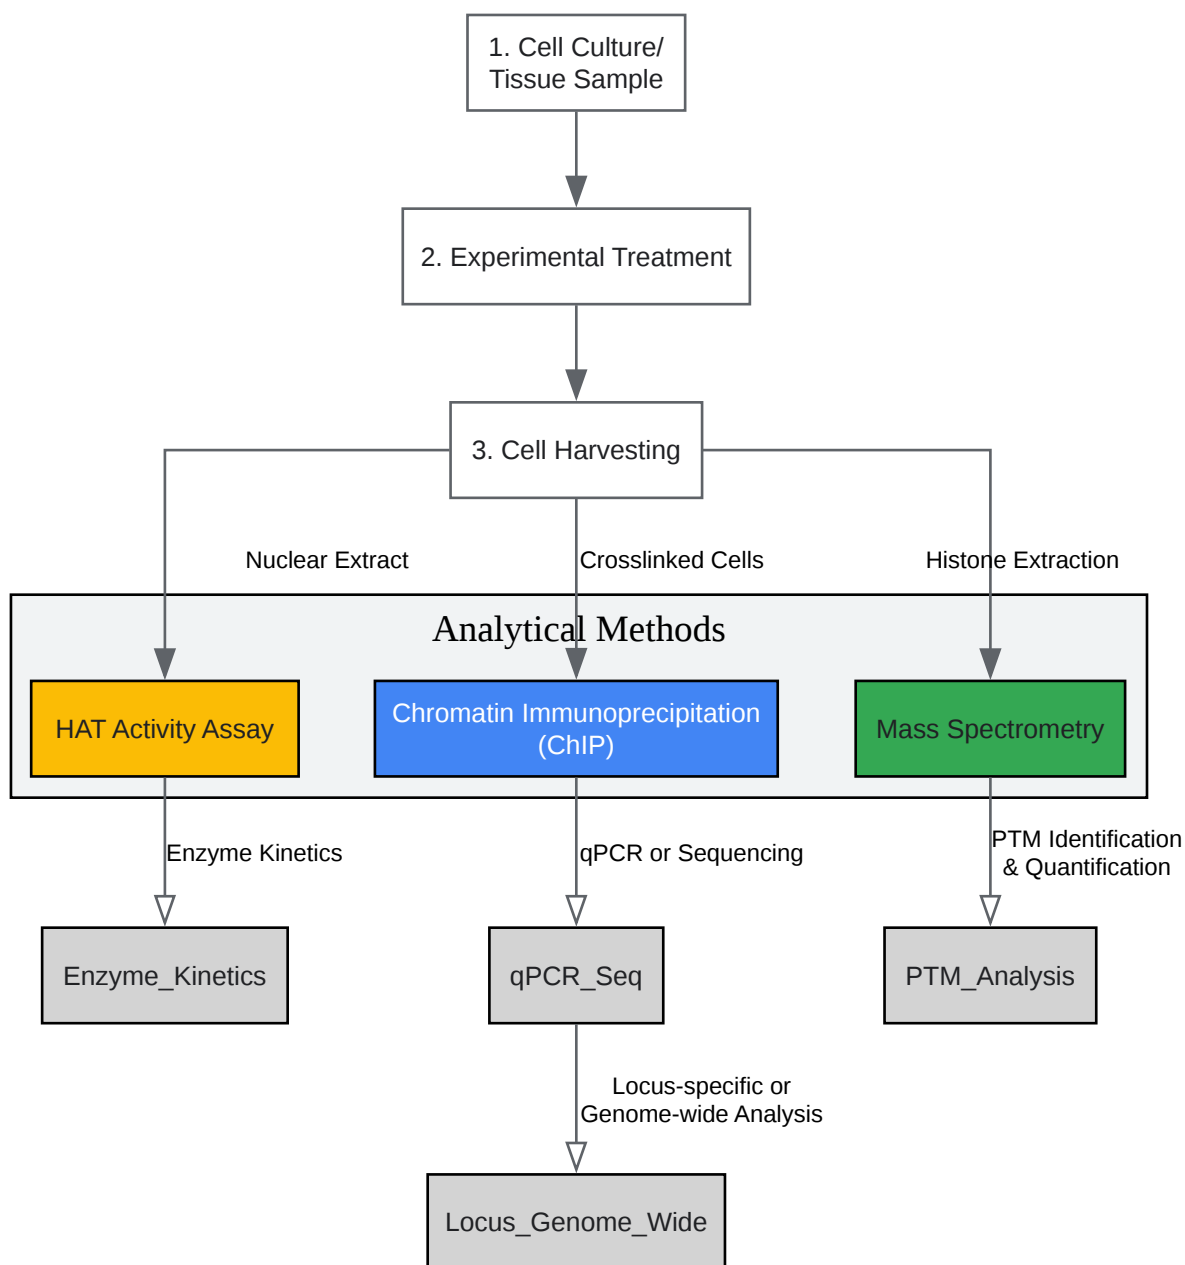 1. Cell Culture/
Tissue Sample
2. Experimental Treatment
3. Cell Harvesting
Nuclear Extract
Crosslinked Cells
Histone Extraction
Analytical Methods
HAT Activity Assay
Chromatin Immunoprecipitation
(ChIP)
Mass Spectrometry
Enzyme Kinetics
qPCR or Sequencing
PTM Identification
& Quantification
Enzyme_Kinetics
qPCR_Seq
PTM_Analysis
Locus-specific or
Genome-wide Analysis
Locus_Genome_Wide